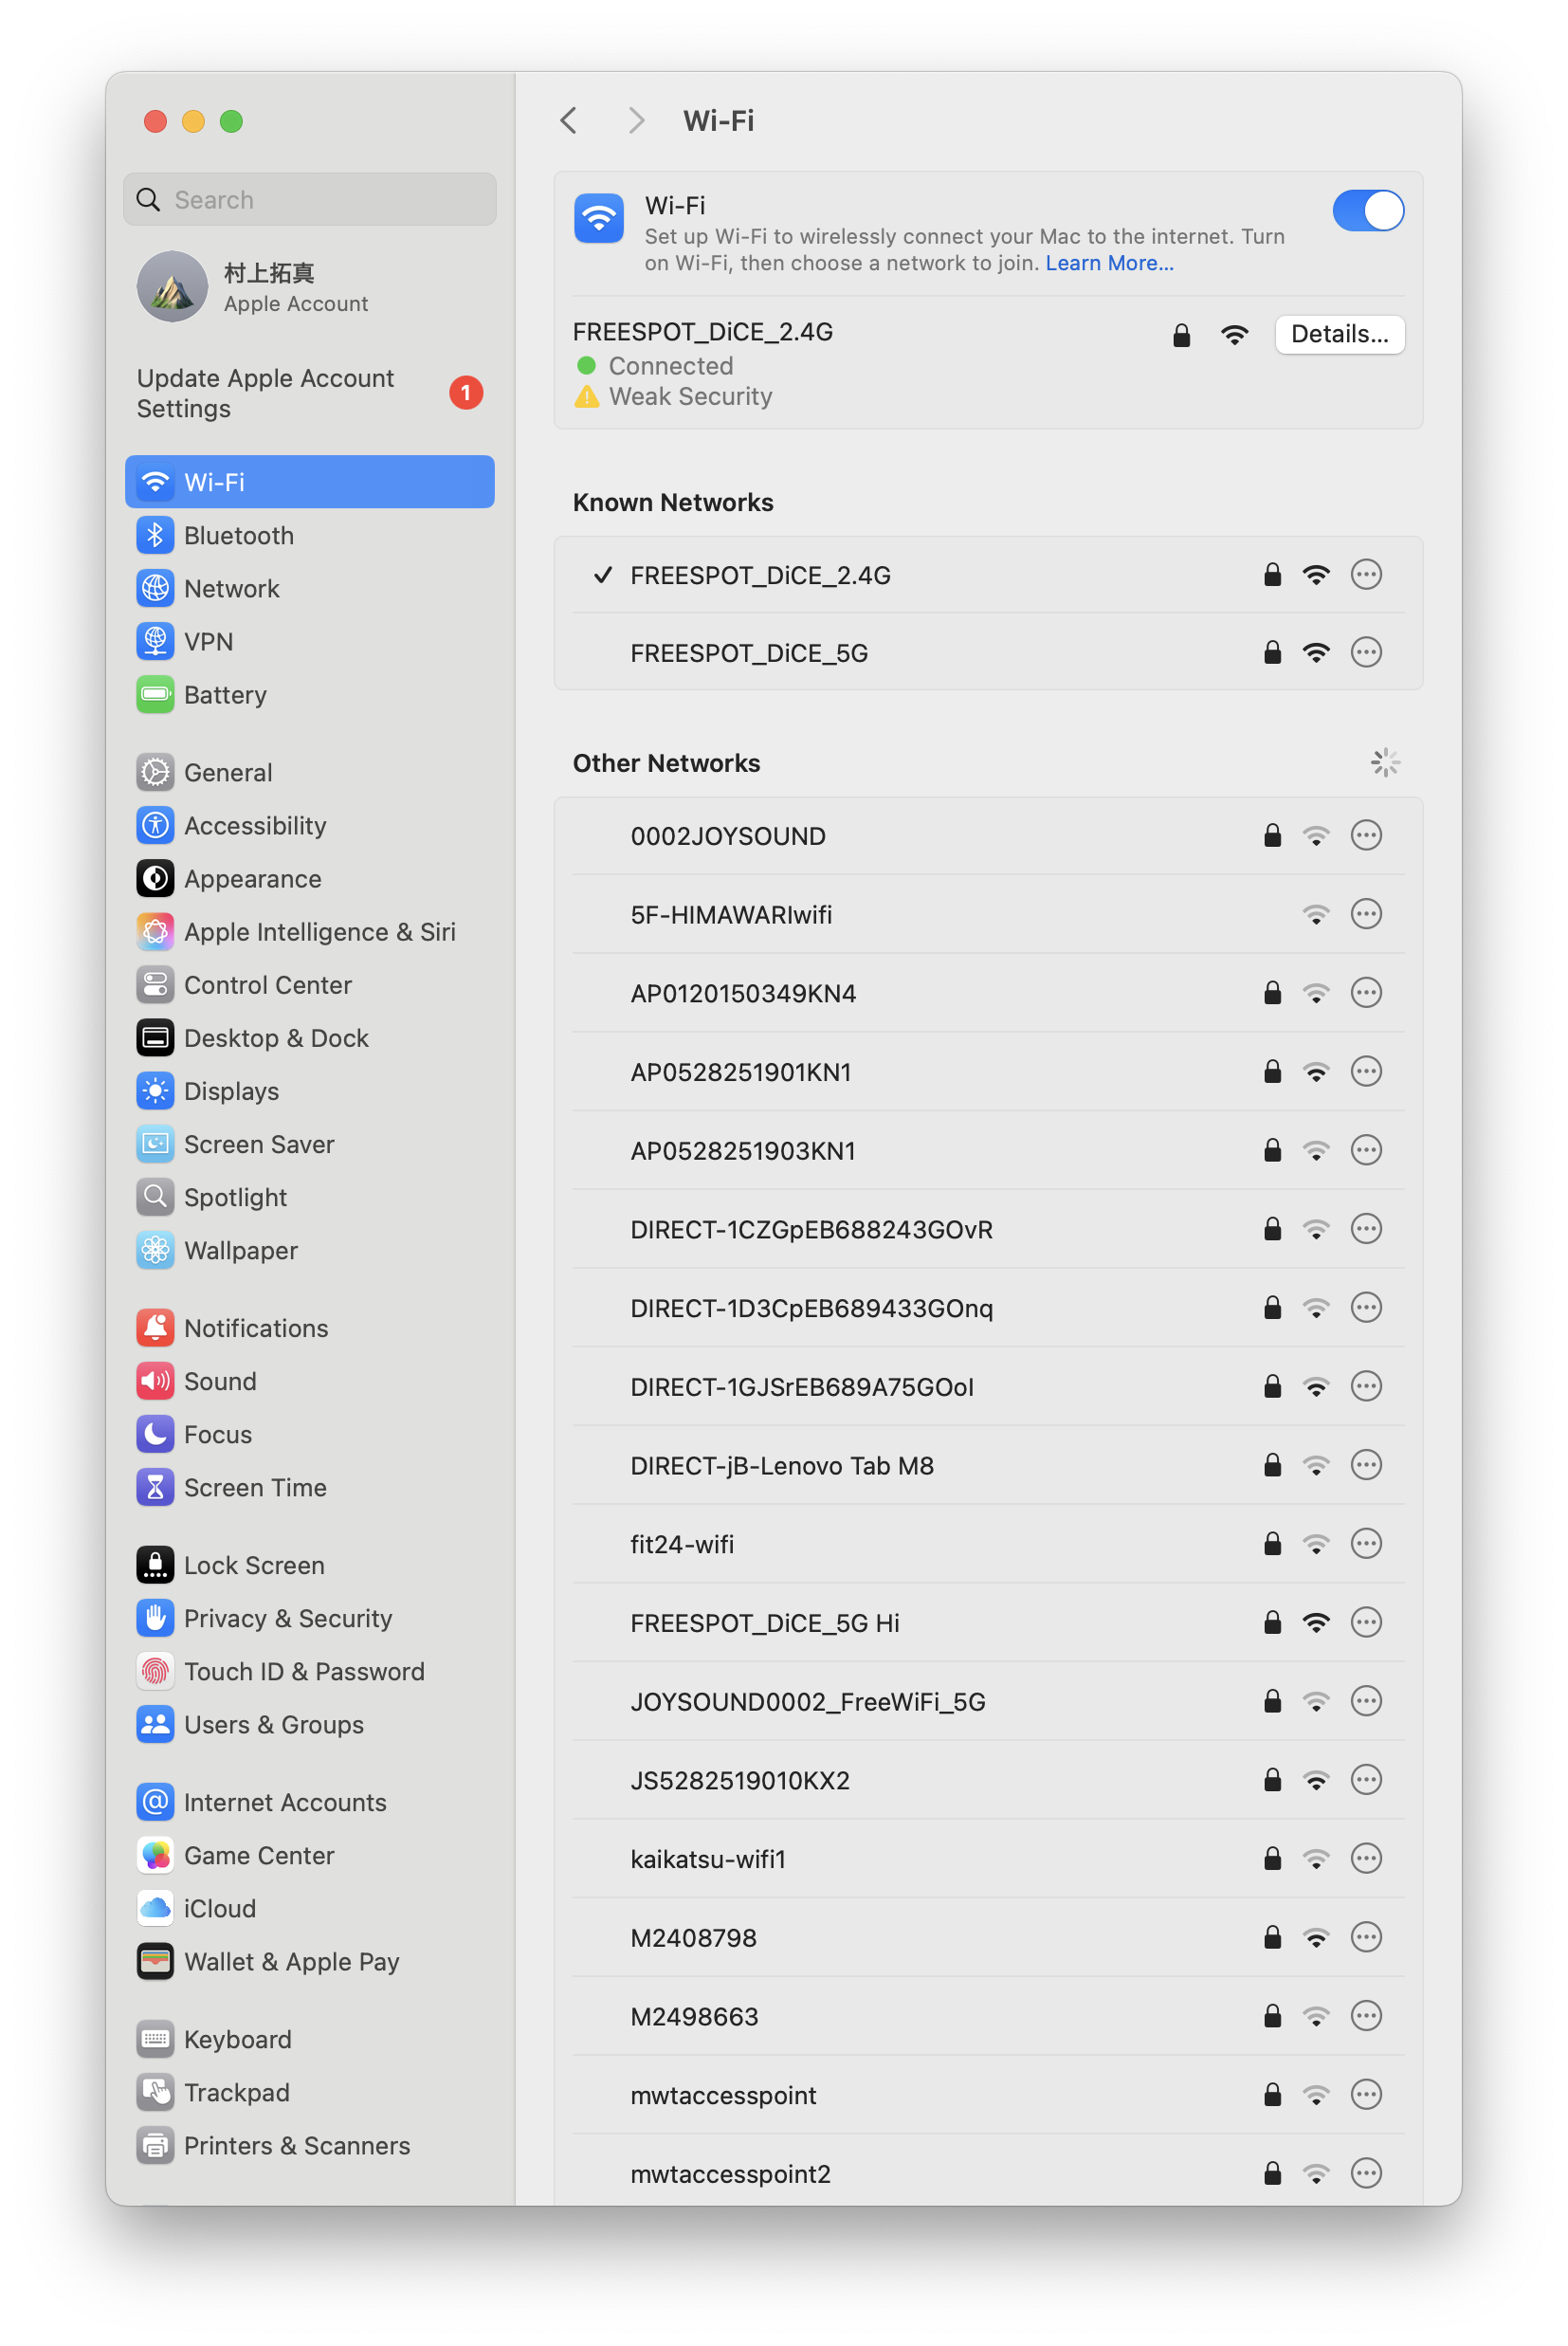 Search
村上拓真
Apple Account
Update Apple Account
Settings
1
Wi-Fi
Bluetooth
Network
VPN
Battery
General
Accessibility
Appearance
Apple Intelligence & Siri
Control Center
Desktop & Dock
Displays
Screen Saver
Spotlight
Wallpaper
Notifications
Sound
Focus
Screen Time
Lock Screen
Privacy & Security
Touch ID & Password
Users & Groups
Internet Accounts
Game Center
iCloud
Wallet & Apple Pay
Keyboard
Trackpad
Printers & Scanners
Wi-Fi
Wi-Fi
Set up Wi-Fi to wirelessly connect your Mac to the internet. Turn
on Wi-Fi, then choose a network to join. Learn More...
FREESPOT_DiCE_2.4G
Details...
Connected
Weak Security
Known Networks
FREESPOT_DiCE_2.4G
FREESPOT_DiCE_5G
Other Networks
0002JOYSOUND
5F-HIMAWARIwifi
AP0120150349KN4
AP0528251901KN1
AP0528251903KN1
DIRECT-1CZGpEB688243GOvR
DIRECT-1D3CpEB689433GOnq
DIRECT-1GJSrEB689A75GOoI
DIRECT-jB-Lenovo Tab M8
fit24-wifi
FREESPOT_DiCE_5G Hi
JOYSOUND0002_FreeWiFi_5G
JS5282519010KX2
kaikatsu-wifi1
M2408798
M2498663
mwtaccesspoint
mwtaccesspoint2